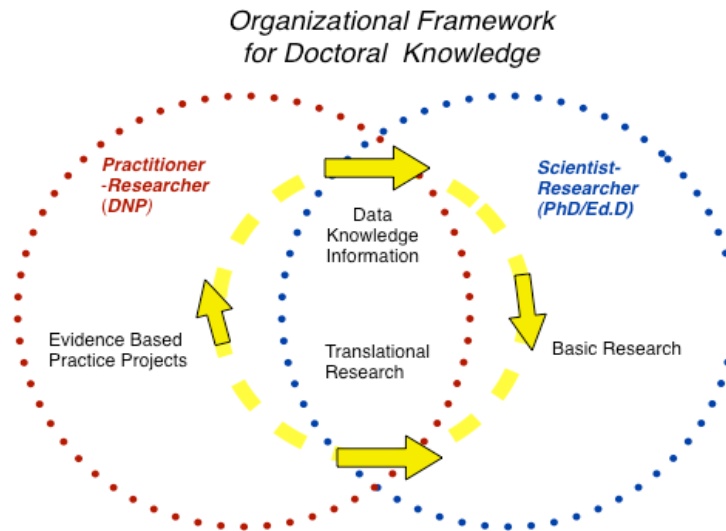 Organizational Framework
for Doctoral Knowledge
Practitioner
-Researcher
(DNP)
Scientist-
Researcher
(PhD/Ed.D)
Data
Knowledge
Information
Evidence Based
Practice Projects
Translational
Research
Basic Research